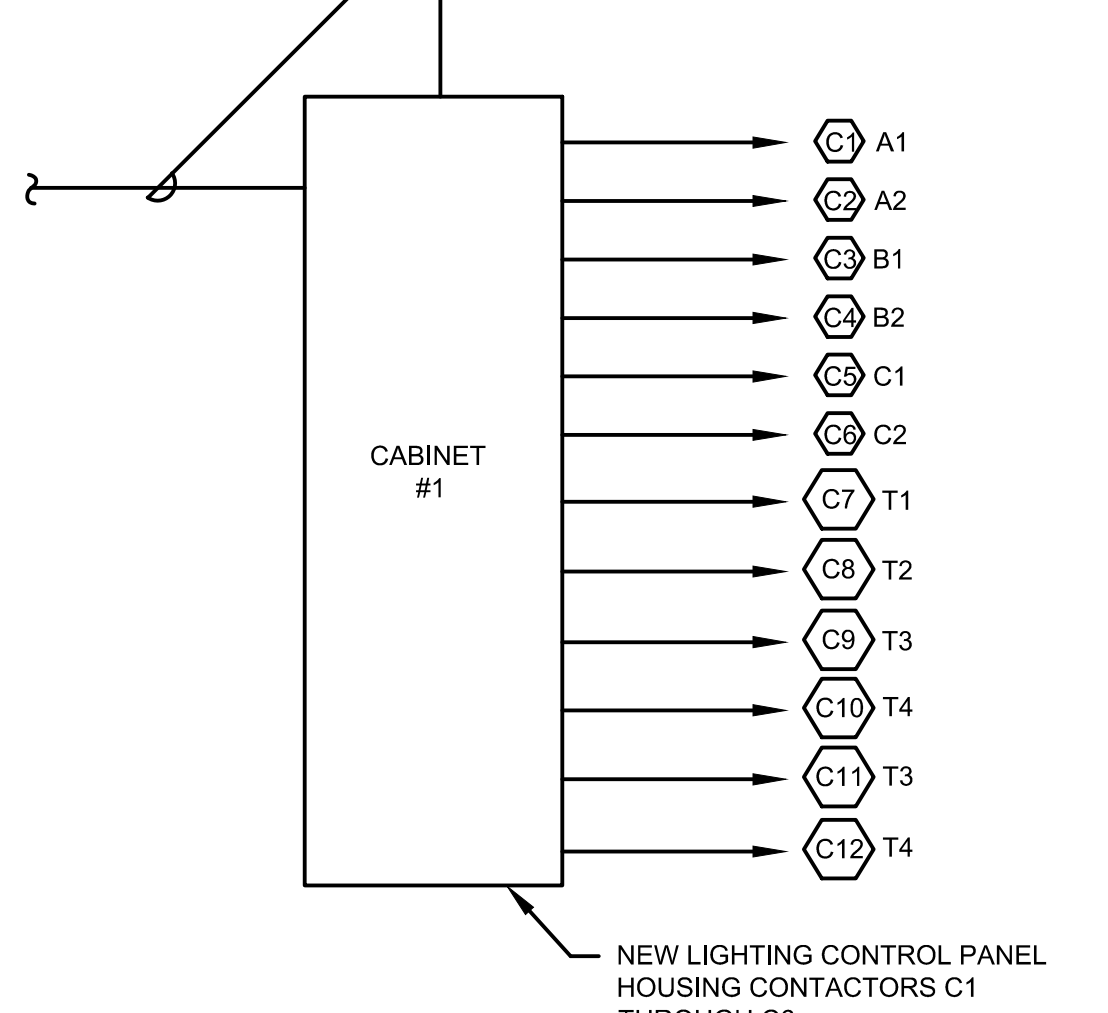 C1 A1
C2 A2
C3 B1
C4 B2
C5 C1
C6 C2
CABINET
#1
C7 T1
C8 T2
C9 T3
C10 T4
C11 T3
C12 T4
NEW LIGHTING CONTROL PANEL
HOUSING CONTACTORS C1
THROUGH